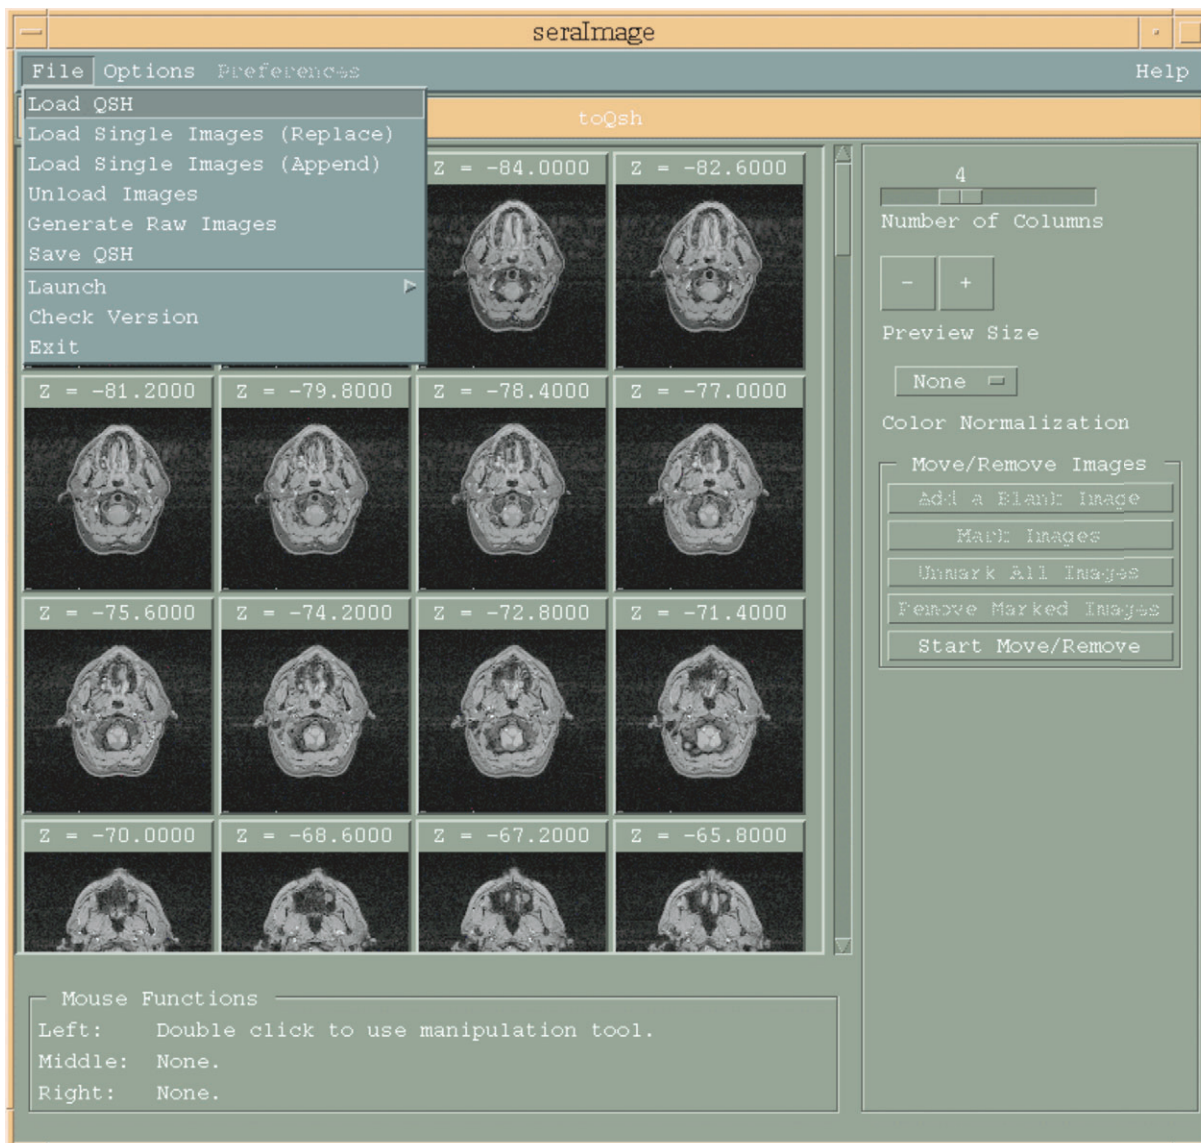 seraImage
File Options Preferences Help
toQsh
Load QSH
Load Single Images (Replace)
Load Single Images (Append)
Unload Images
Generate Raw Images
Save QSH
Launch
Check Version
Exit
Z = -84.0000 Z = -82.6000
Z = -81.2000 Z = -79.8000 Z = -78.4000 Z = -77.0000
Z = -75.6000 Z = -74.2000 Z = -72.8000 Z = -71.4000
Z = -70.0000 Z = -68.6000 Z = -67.2000 Z = -65.8000
4
Number of Columns
- +
Preview Size
None
Color Normalization
Move/Remove Images
Add a Blank Image
Mark Images
Unmark All Images
Remove Marked Images
Start Move/Remove
Mouse Functions
Left: Double click to use manipulation tool.
Middle: None.
Right: None.